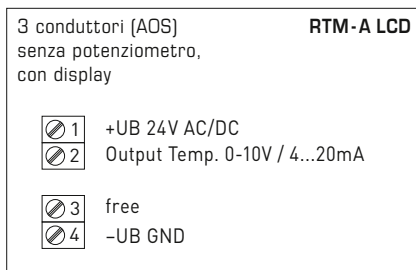 3 conduttori (AOS) RTM-A LCD
senza potenziometro,
con display
1 +UB 24V AC/DC
2 Output Temp. 0-10V / 4...20mA
3 free
4 –UB GND